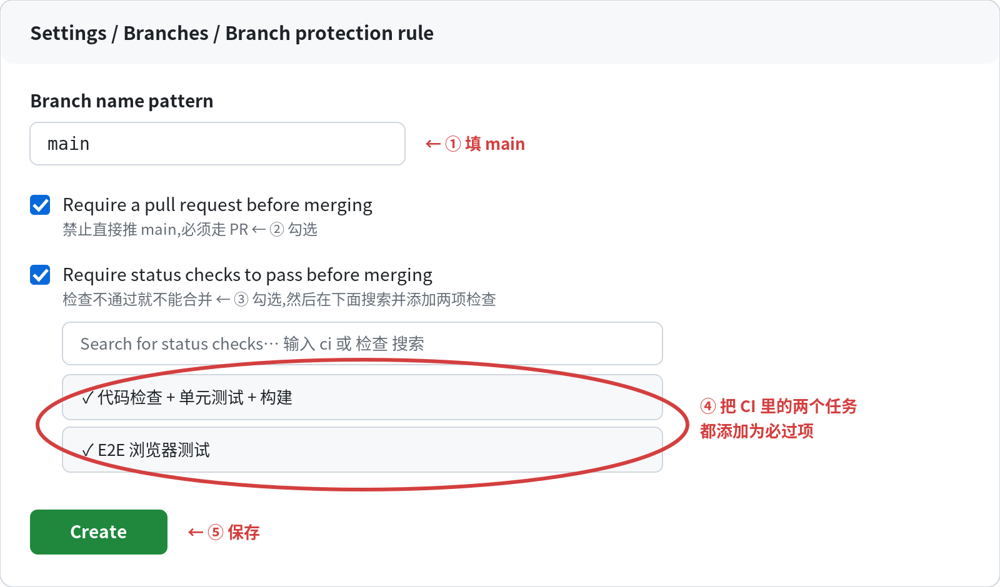 Settings / Branches / Branch protection rule
Branch name pattern
main
← ① 填 main
Require a pull request before merging
禁止直接推 main,必须走 PR ← ② 勾选
Require status checks to pass before merging
检查不通过就不能合并 ← ③ 勾选,然后在下面搜索并添加两项检查
Search for status checks… 输入 ci 或 检查 搜索
✓ 代码检查 + 单元测试 + 构建
✓ E2E 浏览器测试
④ 把 CI 里的两个任务
都添加为必过项
Create
← ⑤ 保存